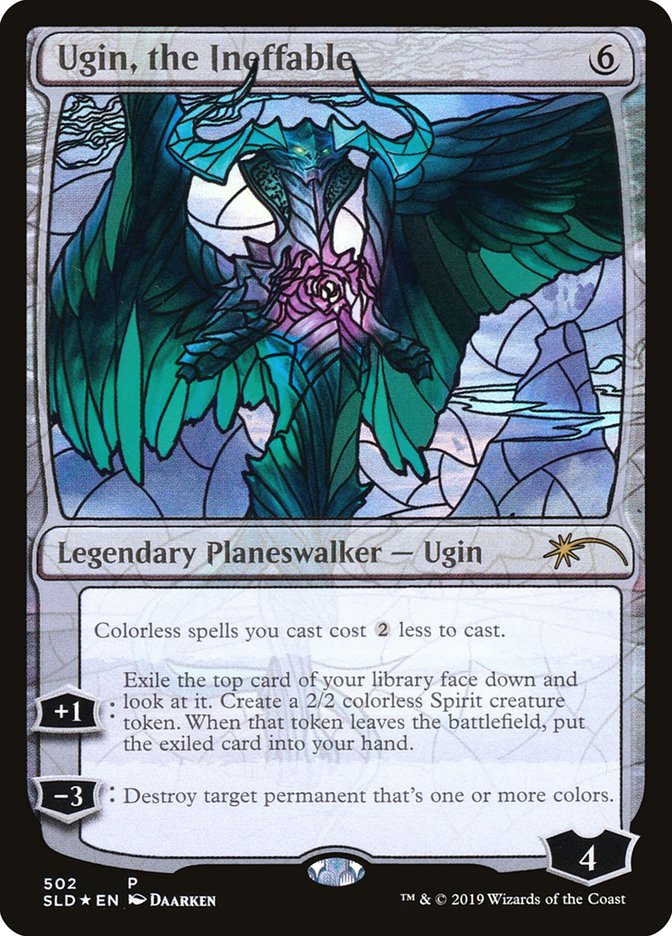 Ugin, the Ineffable 6
Legendary Planeswalker — Ugin
Colorless spells you cast cost 2 less to cast.
Exile the top card of your library face down and
look at it. Create a 2/2 colorless Spirit creature
+1 : token. When that token leaves the battlefield, put
the exiled card into your hand.
−3 : Destroy target permanent that's one or more colors.
4
502 P
SLD ★ EN DAARKEN
™ & © 2019 Wizards of the Coast